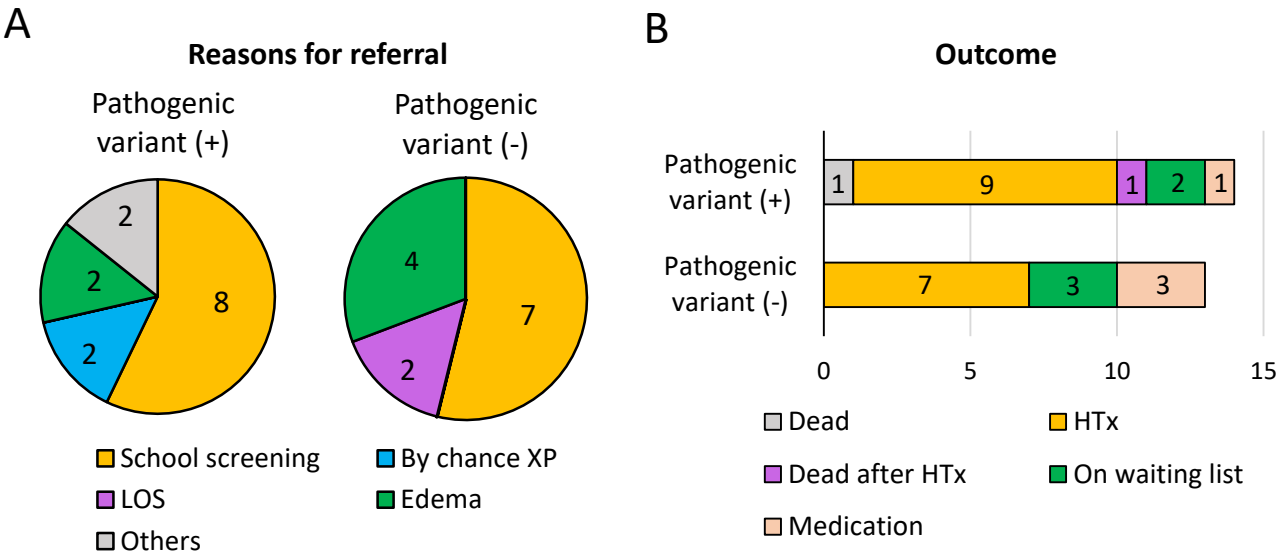 A
Reasons for referral
Pathogenic
variant (+)
Pathogenic
variant (-)
2
2
2
8
4
2
7
School screening
By chance XP
LOS
Edema
Others
B
Outcome
Pathogenic
variant (+)
1
9
1
2
1
Pathogenic
variant (-)
7
3
3
0
5
10
15
Dead
HTx
Dead after HTx
On waiting list
Medication